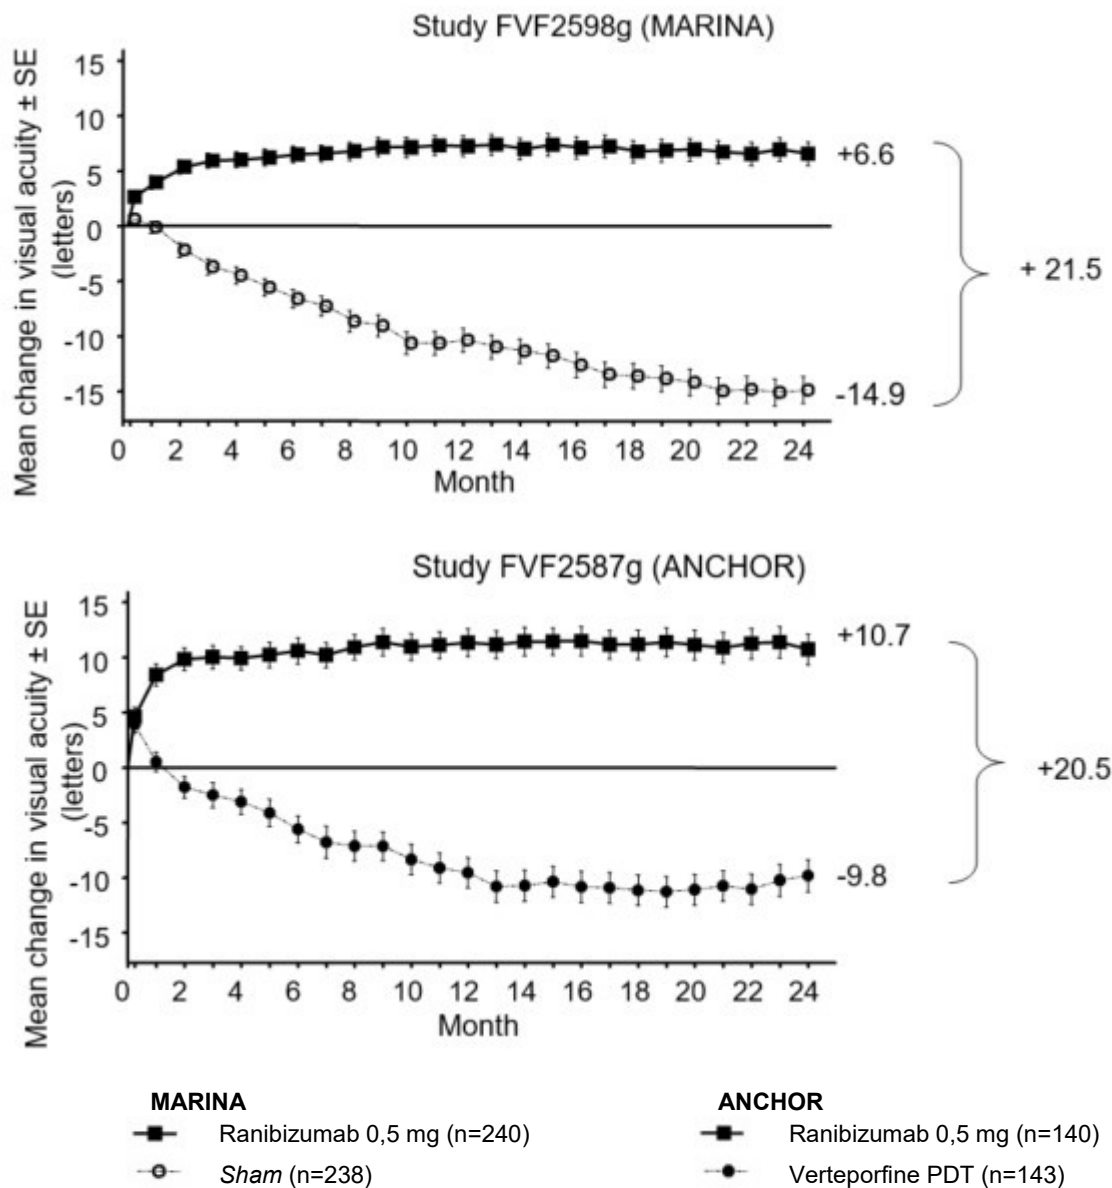 Study FVF2598g (MARINA)
Mean change in visual acuity ± SE
(letters)
15
10
5
0
-5
-10
-15
+6.6
+ 21.5
-14.9
0 2 4 6 8 10 12 14 16 18 20 22 24
Month
Study FVF2587g (ANCHOR)
Mean change in visual acuity ± SE
(letters)
15
10
5
0
-5
-10
-15
+10.7
+20.5
-9.8
0 2 4 6 8 10 12 14 16 18 20 22 24
Month
MARINA
Ranibizumab 0,5 mg (n=240)
Sham (n=238)
ANCHOR
Ranibizumab 0,5 mg (n=140)
Verteporfine PDT (n=143)